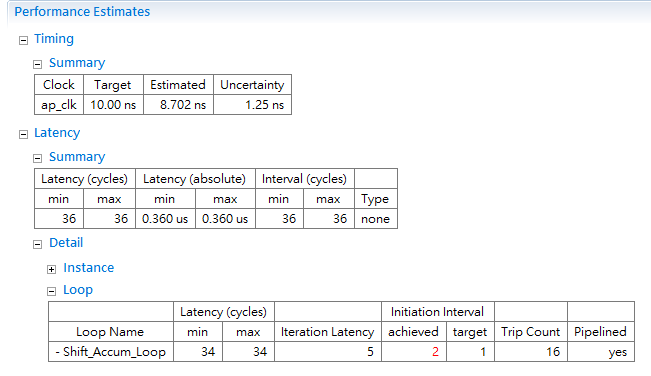 Performance Estimates
Timing
Summary
Clock Target Estimated Uncertainty
ap_clk 10.00 ns 8.702 ns 1.25 ns
Latency
Summary
Latency (cycles) Latency (absolute) Interval (cycles)
min max min max min max Type
36 36 0.360 us 0.360 us 36 36 none
Detail
Instance
Loop
Latency (cycles) Initiation Interval
Loop Name min max Iteration Latency achieved target Trip Count Pipelined
- Shift_Accum_Loop 34 34 5 2 1 16 yes